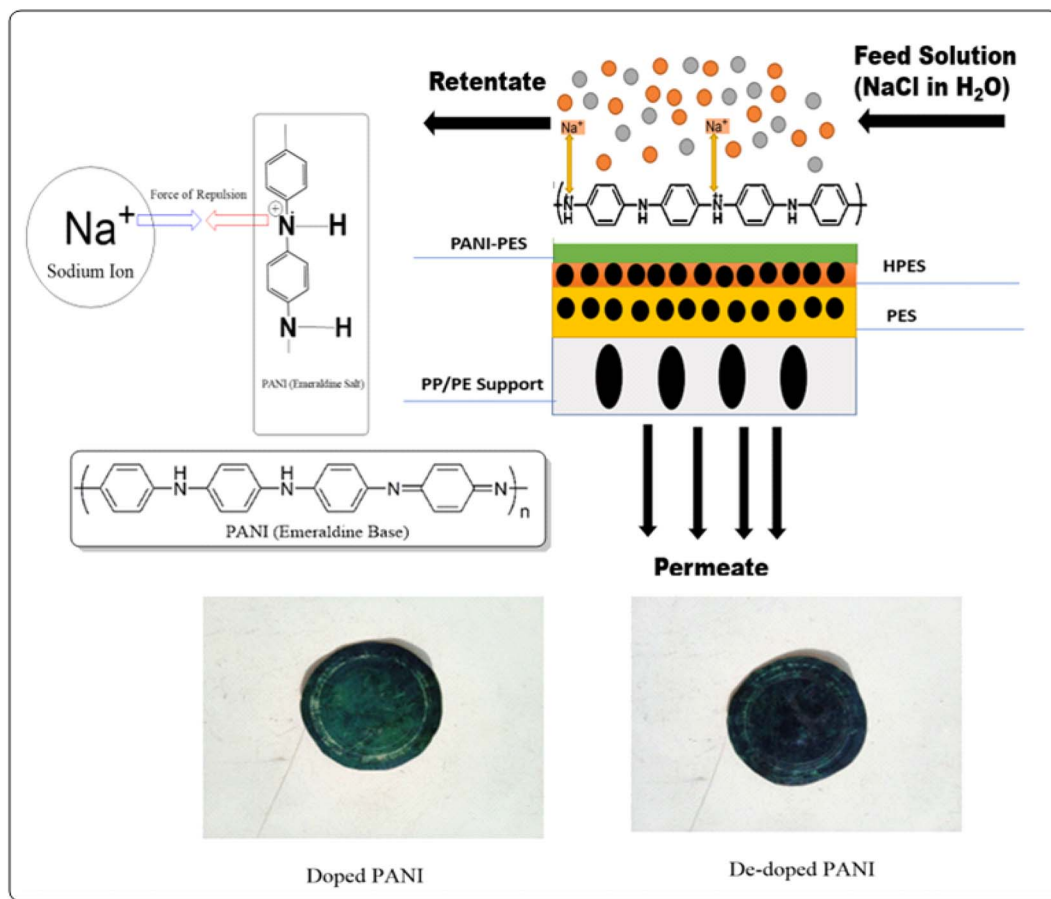 Retentate
Feed Solution
(NaCl in H₂O)
Na⁺
Na⁺
N
H
N
H
N
H
N
H
Force of Repulsion
Na⁺
Sodium Ion
N
H
N
H
PANI (Emeraldine Salt)
PANI-PES
HPES
PES
PP/PE Support
H
N
H
N
N
N
n
PANI (Emeraldine Base)
Permeate
Doped PANI
De-doped PANI